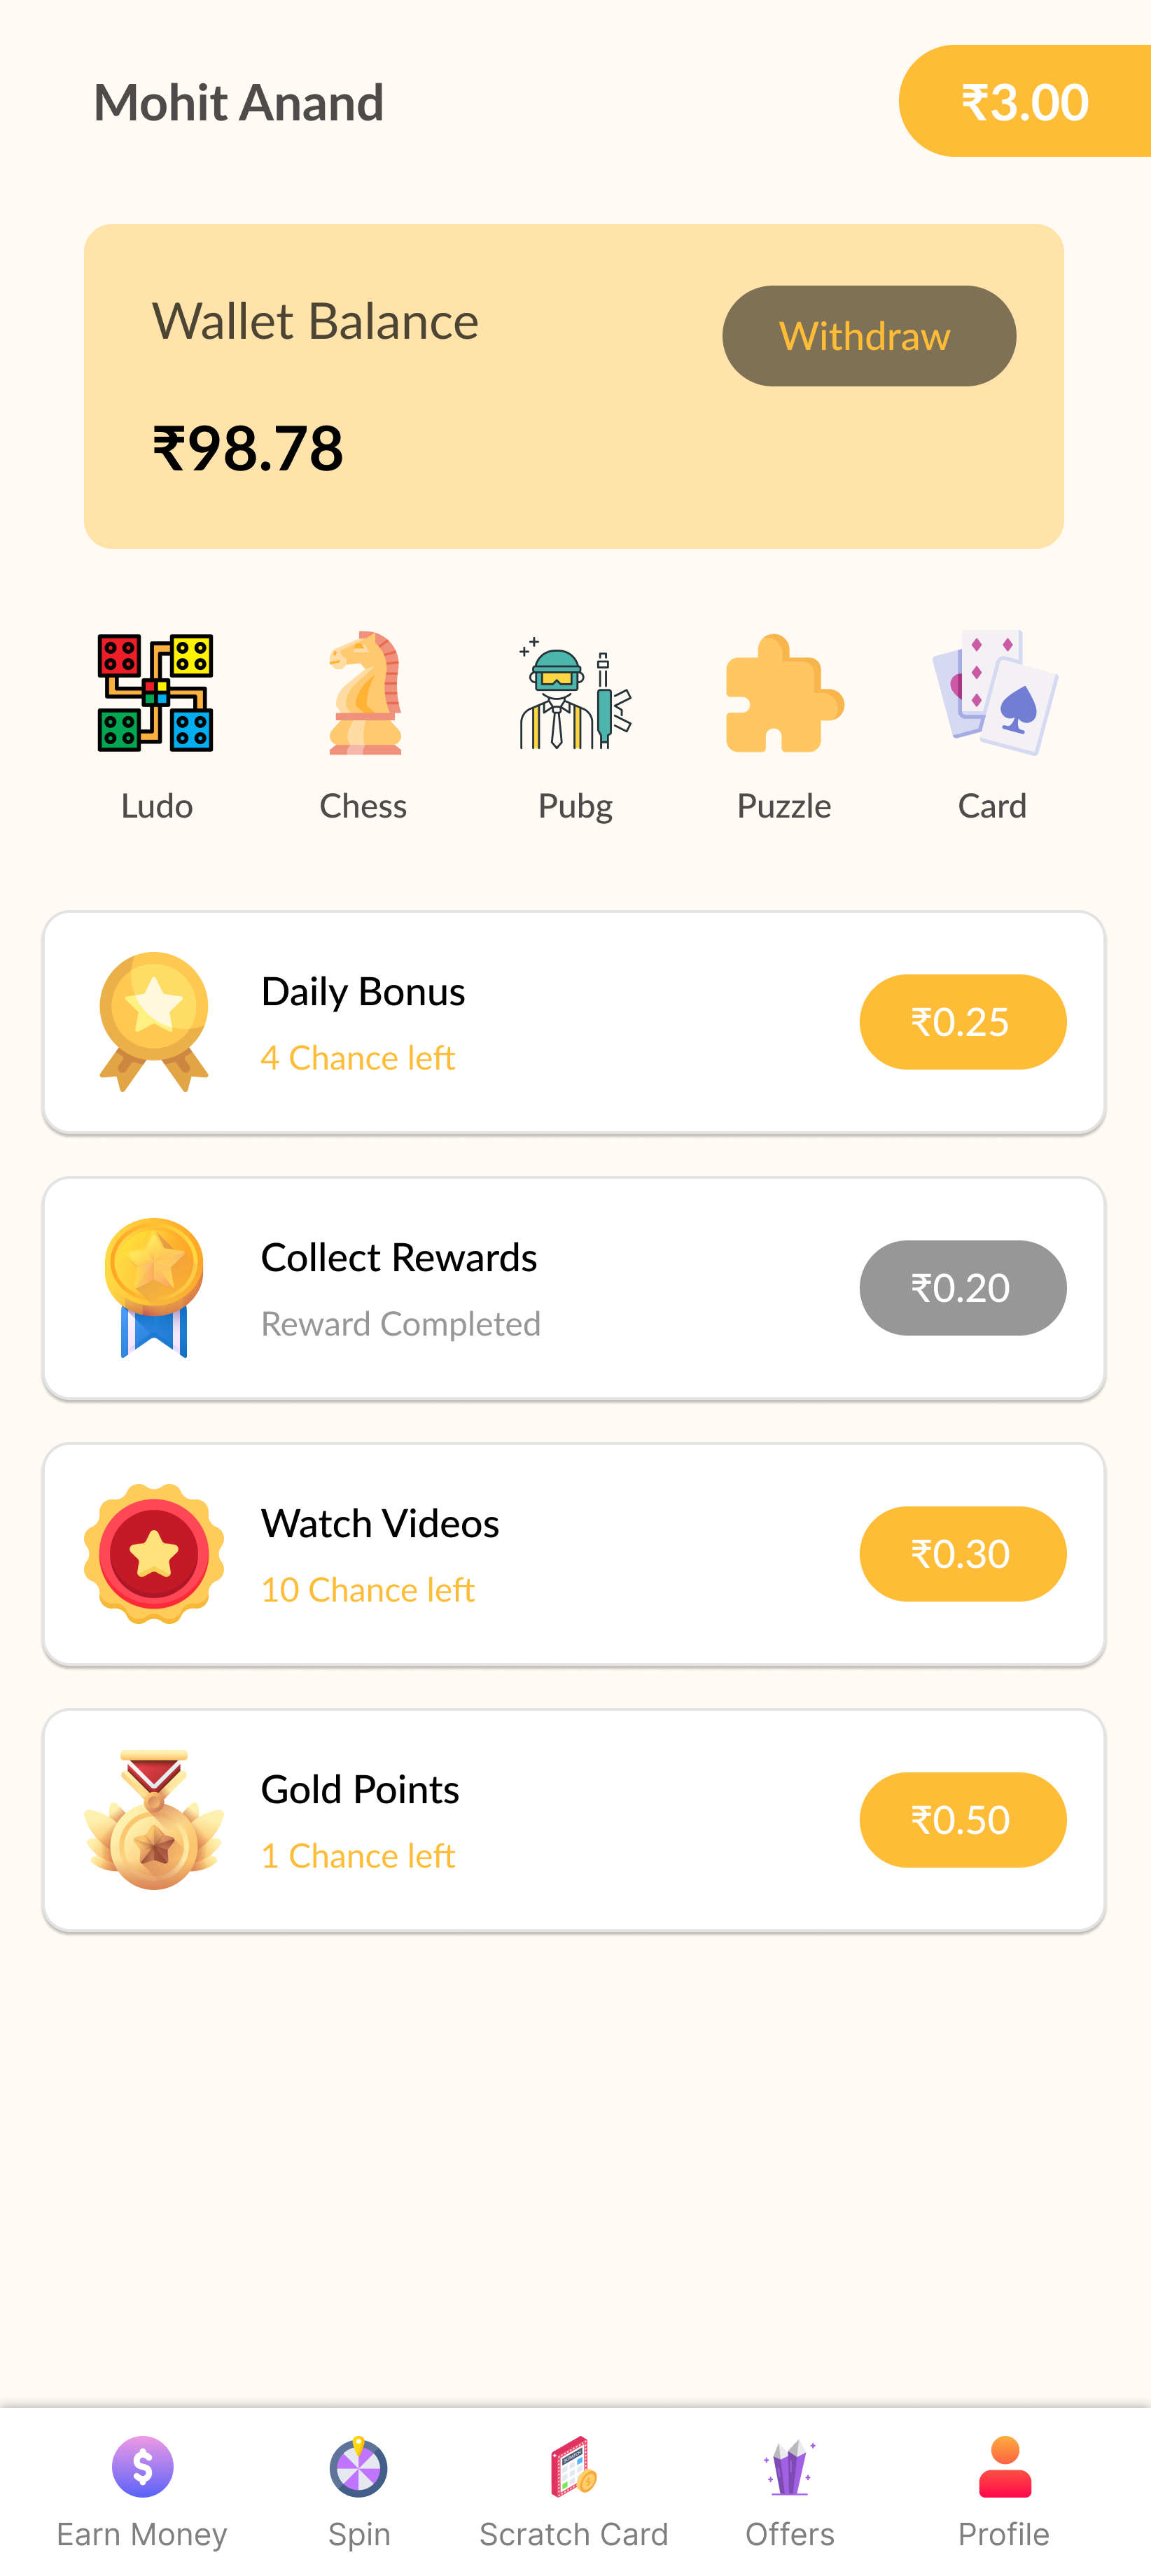 Mohit Anand
₹3.00
Wallet Balance
Withdraw
₹98.78
Ludo
Chess
Pubg
Puzzle
Card
Daily Bonus
4 Chance left
₹0.25
Collect Rewards
Reward Completed
₹0.20
Watch Videos
10 Chance left
₹0.30
Gold Points
1 Chance left
₹0.50
Earn Money
Spin
Scratch Card
Offers
Profile